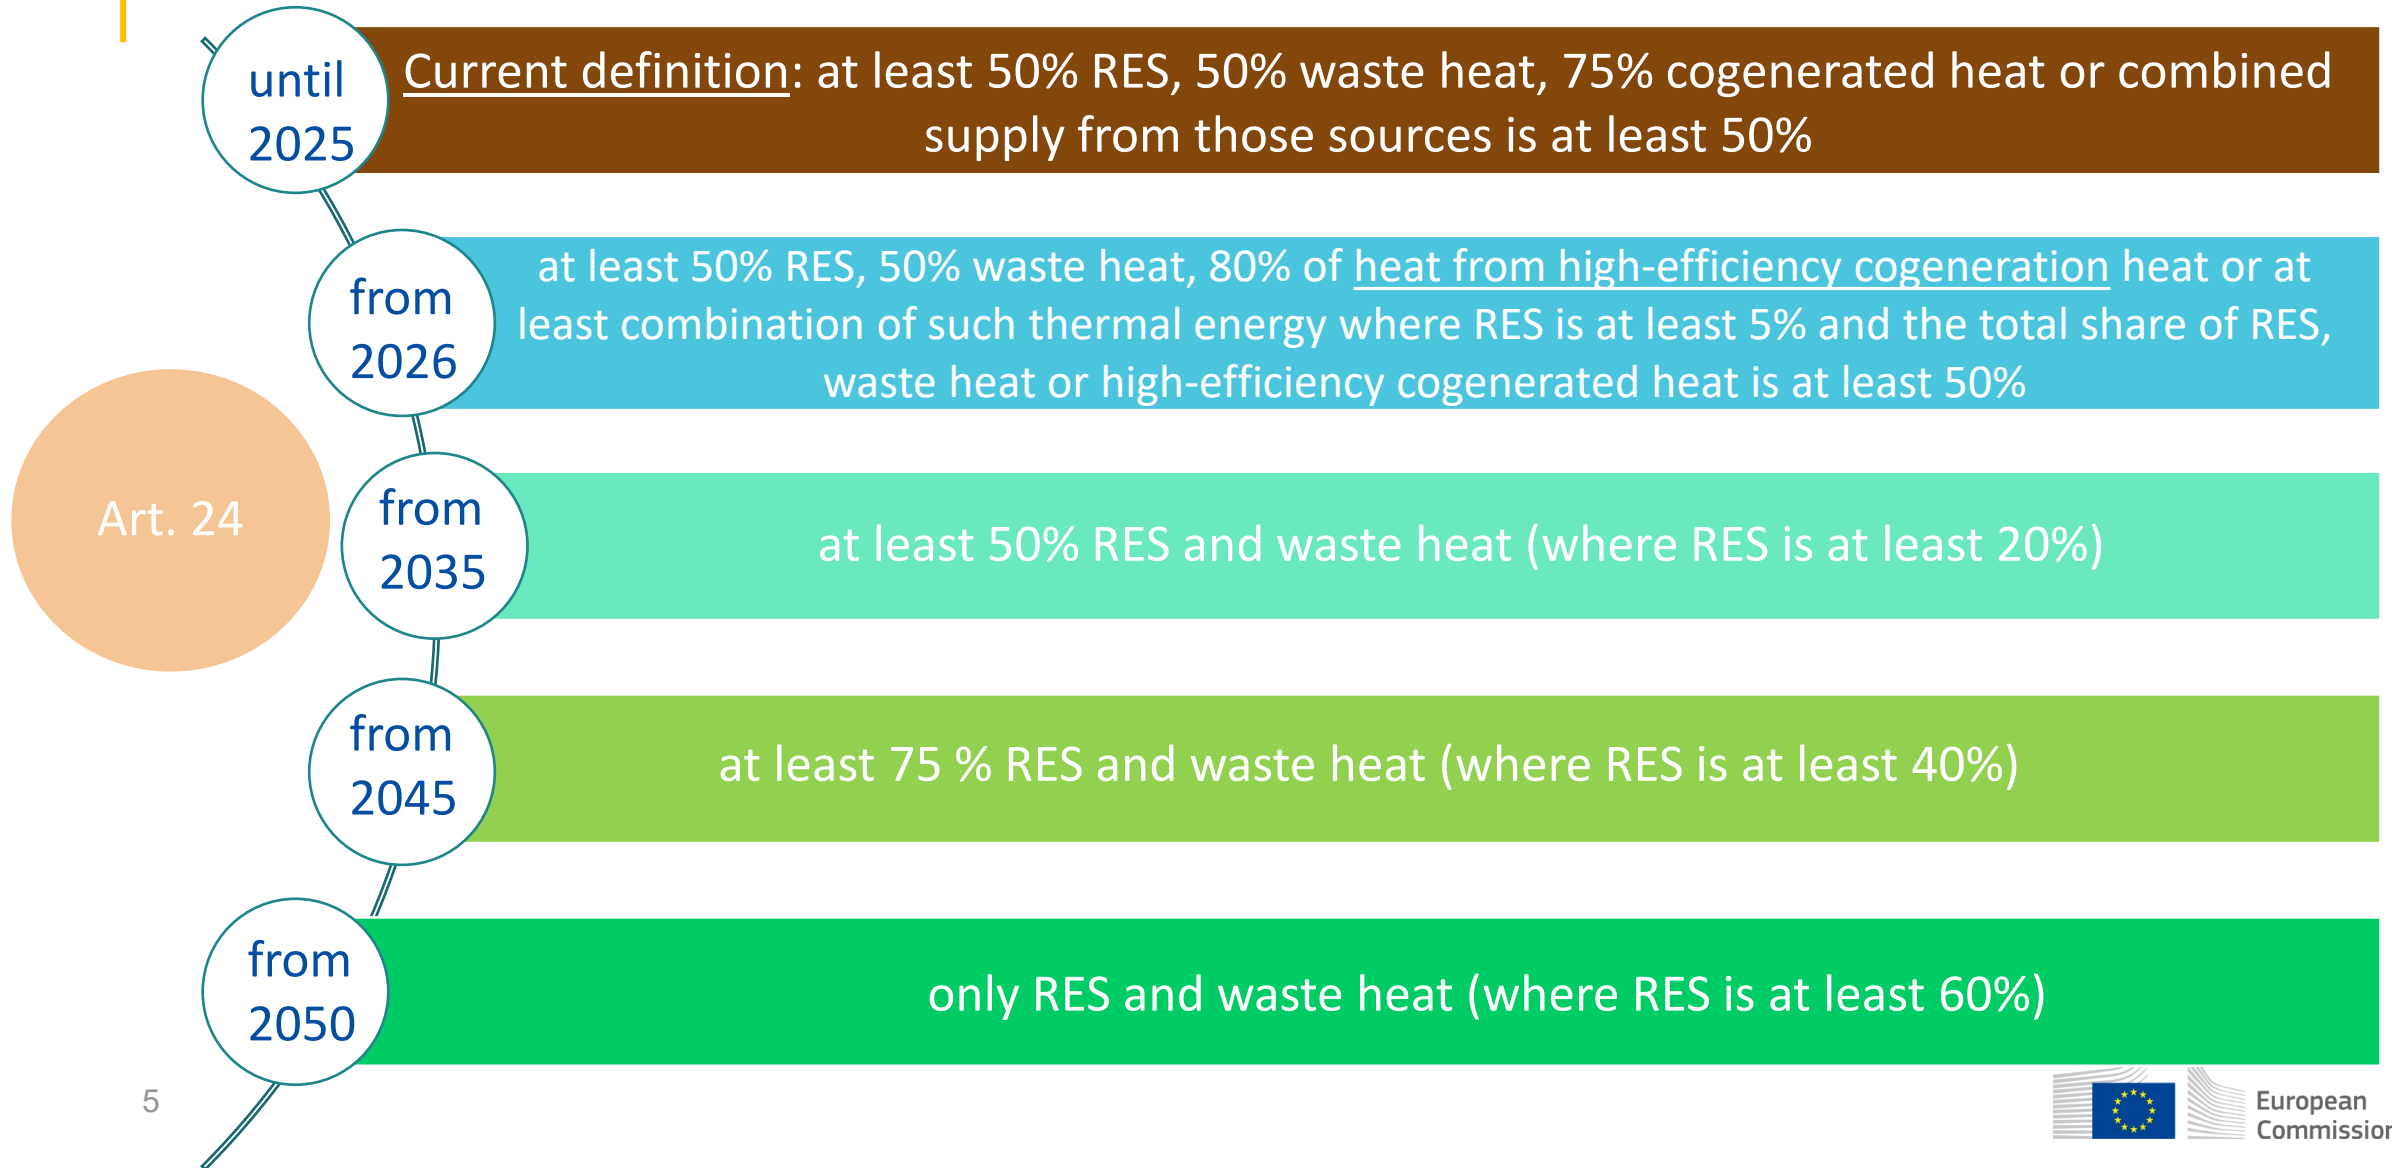 until
2025
Current definition: at least 50% RES, 50% waste heat, 75% cogenerated heat or combined
supply from those sources is at least 50%
from
2026
at least 50% RES, 50% waste heat, 80% of heat from high-efficiency cogeneration heat or at
least combination of such thermal energy where RES is at least 5% and the total share of RES,
waste heat or high-efficiency cogenerated heat is at least 50%
Art. 24
from
2035
at least 50% RES and waste heat (where RES is at least 20%)
from
2045
at least 75 % RES and waste heat (where RES is at least 40%)
from
2050
only RES and waste heat (where RES is at least 60%)
5
European
Commission